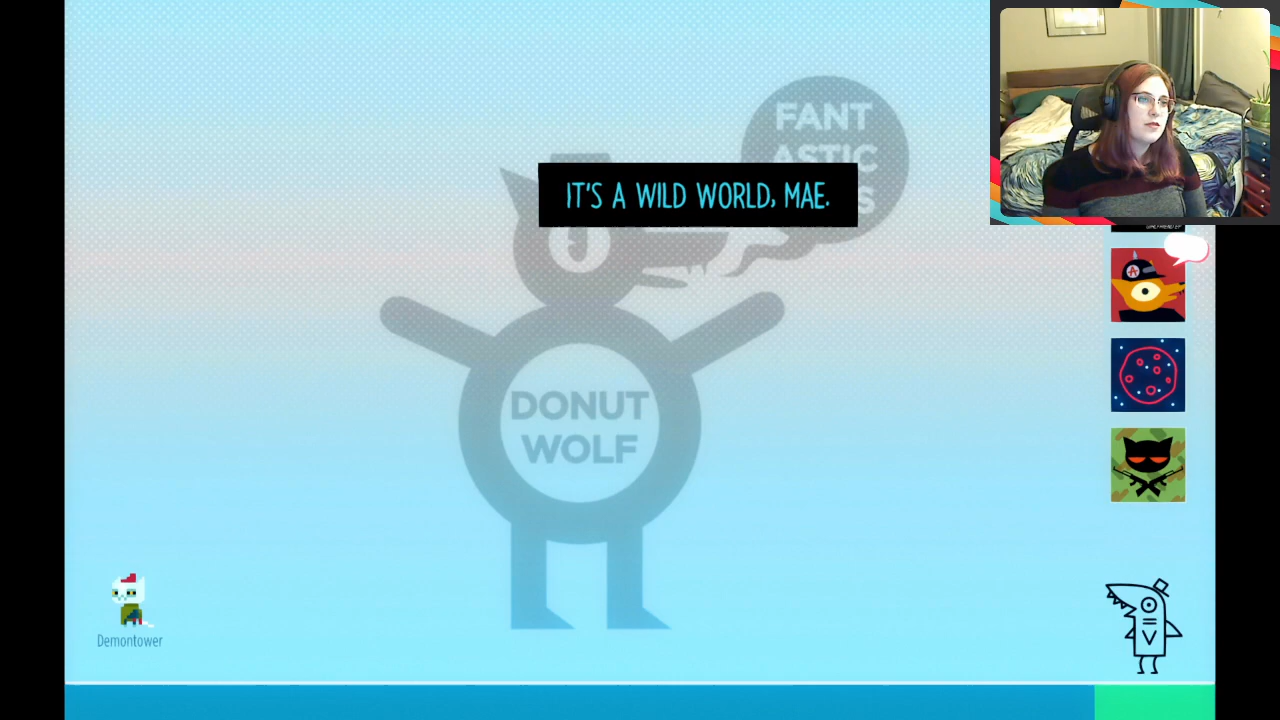 FANT
ASTIC
IT'S A WILD WORLD, MAE.
DONUT
WOLF
Demontower